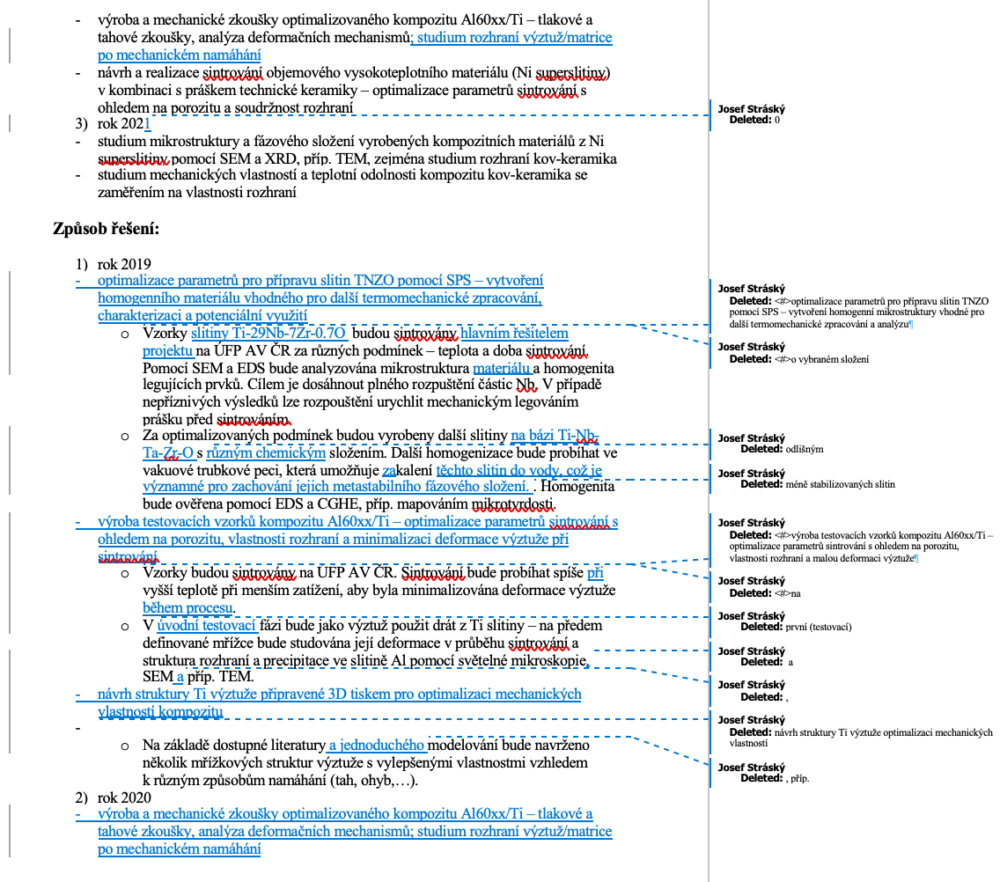 - výroba a mechanické zkoušky optimalizovaného kompozitu Al60xx/Ti – tlakové a
tahové zkoušky, analýza deformačních mechanismů; studium rozhraní výztuž/matrice
po mechanickém namáhání
- návrh a realizace sintrování objemového vysokoteplotního materiálu (Ni superslitiny)
v kombinaci s práškem technické keramiky – optimalizace parametrů sintrování s
ohledem na porozitu a soudržnost rozhraní
3) rok 2021
- studium mikrostruktury a fázového složení vyrobených kompozitních materiálů z Ni
superslitiny pomocí SEM a XRD, příp. TEM, zejména studium rozhraní kov-keramika
- studium mechanických vlastností a teplotní odolnosti kompozitu kov-keramika se
zaměřením na vlastnosti rozhraní
Způsob řešení:
1) rok 2019
- optimalizace parametrů pro přípravu slitin TNZO pomocí SPS – vytvoření
homogenního materiálu vhodného pro další termomechanické zpracování,
charakterizaci a potenciální využití
o Vzorky slitiny Ti-29Nb-7Zr-0.7O budou sintrovány hlavním řešitelem
projektu na ÚFP AV ČR za různých podmínek – teplota a doba sintrování.
Pomocí SEM a EDS bude analyzována mikrostruktura materiálu a homogenita
legujících prvků. Cílem je dosáhnout plného rozpuštění částic Nb. V případě
nepříznivých výsledků lze rozpouštění urychlit mechanickým legováním
prášku před sintrováním.
o Za optimalizovaných podmínek budou vyrobeny další slitiny na bázi Ti-Nb-
Ta-Zr-O s různým chemickým složením. Další homogenizace bude probíhat ve
vakuové trubkové peci, která umožňuje zakalení těchto slitin do vody, což je
významné pro zachování jejich metastabilního fázového složení. . Homogenita
bude ověřena pomocí EDS a CGHE, příp. mapováním mikrotvrdosti.
- výroba testovacích vzorků kompozitu Al60xx/Ti – optimalizace parametrů sintrování s
ohledem na porozitu, vlastnosti rozhraní a minimalizaci deformace výztuže při
sintrování
o Vzorky budou sintrovány na ÚFP AV ČR. Sintrování bude probíhat spíše při
vyšší teplotě při menším zatížení, aby byla minimalizována deformace výztuže
během procesu.
o V úvodní testovací fázi bude jako výztuž použit drát z Ti slitiny – na předem
definované mřížce bude studována její deformace v průběhu sintrování a
struktura rozhraní a precipitace ve slitině Al pomocí světelné mikroskopie,
SEM a příp. TEM.
- návrh struktury Ti výztuže připravené 3D tiskem pro optimalizaci mechanických
vlastností kompozitu
-
o Na základě dostupné literatury a jednoduchého modelování bude navrženo
několik mřížkových struktur výztuže s vylepšenými vlastnostmi vzhledem
k různým způsobům namáhání (tah, ohyb,…).
2) rok 2020
- výroba a mechanické zkoušky optimalizovaného kompozitu Al60xx/Ti – tlakové a
tahové zkoušky, analýza deformačních mechanismů; studium rozhraní výztuž/matrice
po mechanickém namáhání
Josef Stráský
Deleted: 0
Josef Stráský
Deleted: <#>optimalizace parametrů pro přípravu slitin TNZO
pomocí SPS – vytvoření homogenní mikrostruktury vhodné pro
další termomechanické zpracování a analýzu¶
Josef Stráský
Deleted: <#>o vybraném složení
Josef Stráský
Deleted: odlišným
Josef Stráský
Deleted: méně stabilizovaných slitin
Josef Stráský
Deleted: <#>výroba testovacích vzorků kompozitu Al60xx/Ti –
optimalizace parametrů sintrování s ohledem na porozitu,
vlastnosti rozhraní a malou deformaci výztuže¶
Josef Stráský
Deleted: <#>na
Josef Stráský
Deleted: první (testovací)
Josef Stráský
Deleted: a
Josef Stráský
Deleted: ,
Josef Stráský
Deleted: návrh struktury Ti výztuže optimalizaci mechanických
vlastností
Josef Stráský
Deleted: , příp.